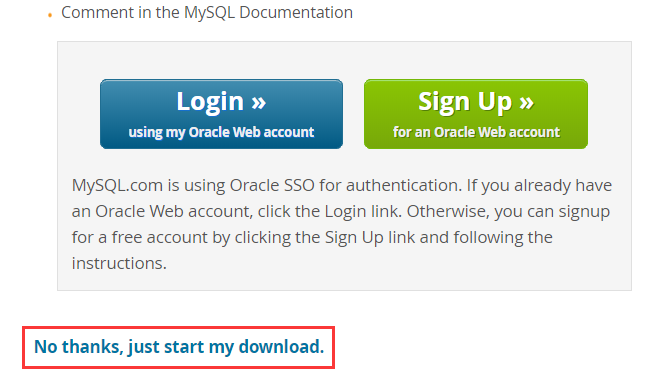 Comment in the MySQL Documentation
Login »
using my Oracle Web account
Sign Up »
for an Oracle Web account
MySQL.com is using Oracle SSO for authentication. If you already have
an Oracle Web account, click the Login link. Otherwise, you can signup
for a free account by clicking the Sign Up link and following the
instructions.
No thanks, just start my download.